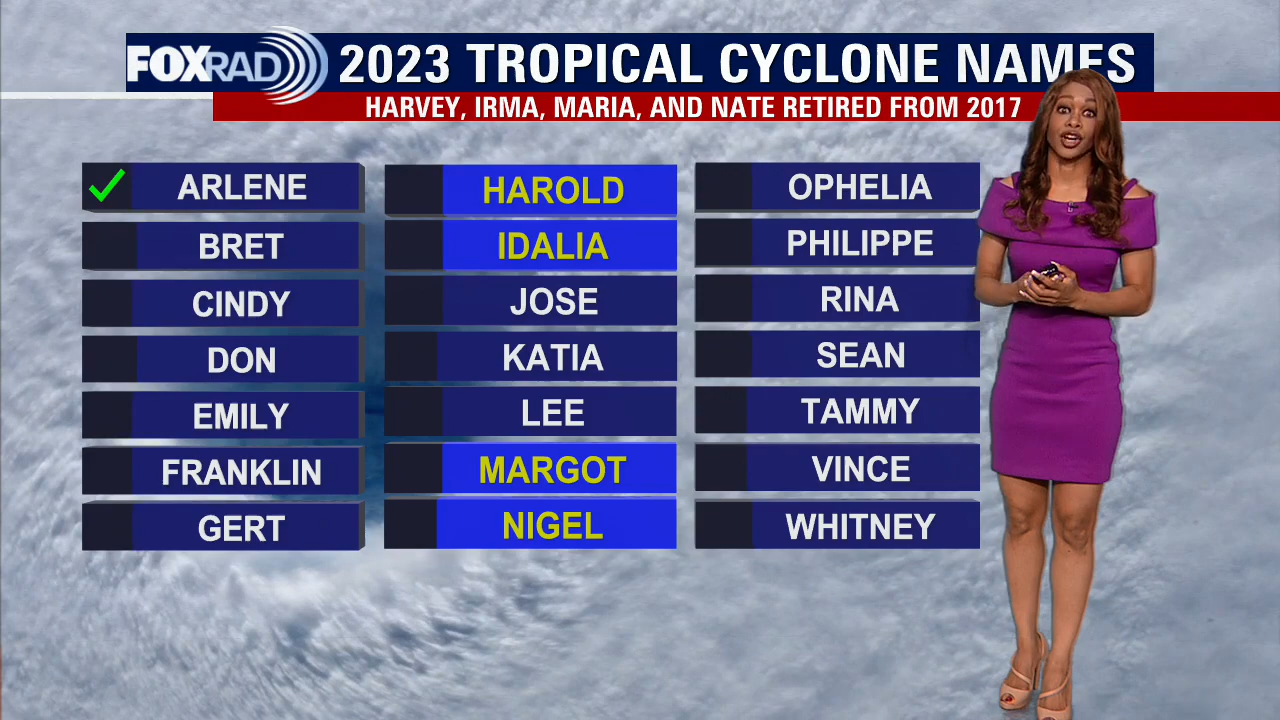 FOXRAD 2023 TROPICAL CYCLONE NAMES
HARVEY, IRMA, MARIA, AND NATE RETIRED FROM 2017
ARLENE
BRET
CINDY
DON
EMILY
FRANKLIN
GERT
HAROLD
IDALIA
JOSE
KATIA
LEE
MARGOT
NIGEL
OPHELIA
PHILIPPE
RINA
SEAN
TAMMY
VINCE
WHITNEY